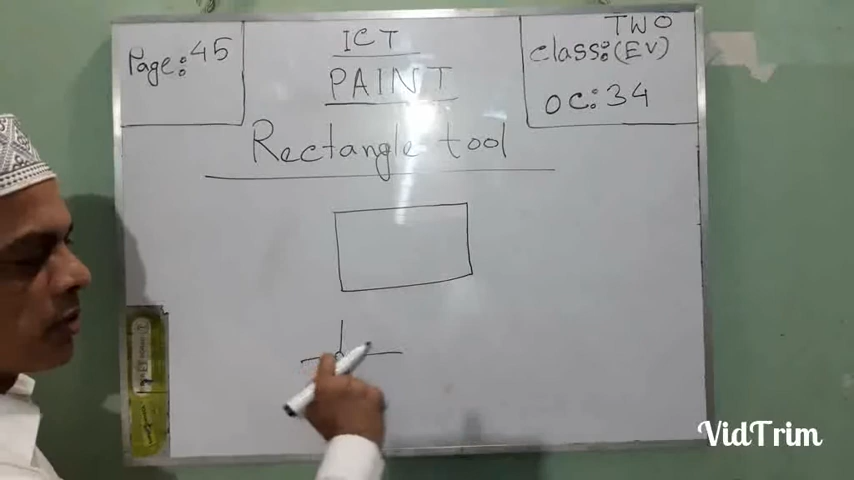 Page: 45
ICT
PAINT
TWO
class:(EV)
OC: 34
Rectangle tool
VidTrim